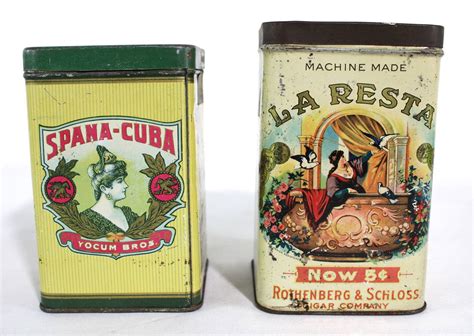 SPANA-CUBA
YOCUM BROS.
MACHINE MADE
LA RESTA
Now 5¢
ROTHENBERG & SCHLOSS
CIGAR COMPANY